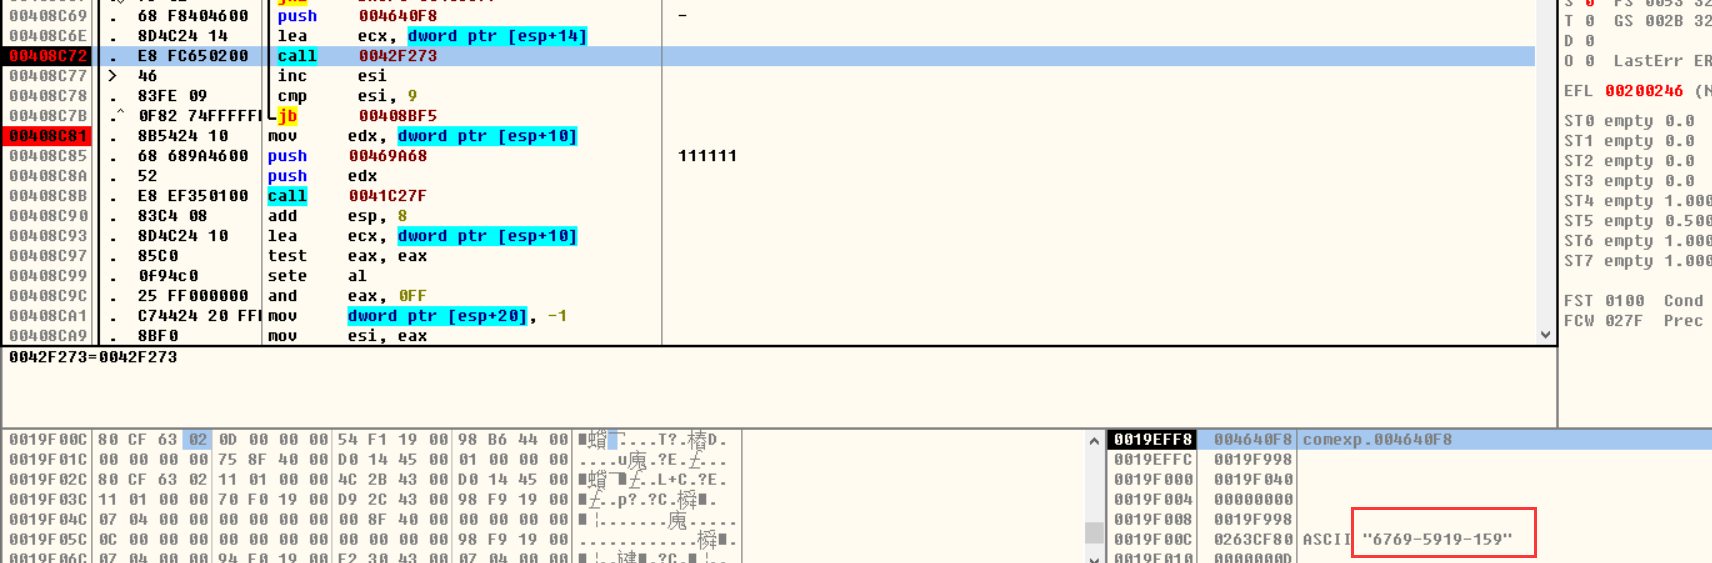 00408C69 . 68 F8404600 push 004640F8 -
00408C6E . 8D4C24 14 lea ecx, dword ptr [esp+14]
00408C72 . E8 FC650200 call 0042F273
00408C77 > 46 inc esi
00408C78 . 83FE 09 cmp esi, 9
00408C7B .^ 0F82 74FFFFFI jb 00408BF5
00408C81 . 8B5424 10 mov edx, dword ptr [esp+10]
00408C85 . 68 689A4600 push 00469A68 111111
00408C8A . 52 push edx
00408C8B . E8 EF350100 call 0041C27F
00408C90 . 83C4 08 add esp, 8
00408C93 . 8D4C24 10 lea ecx, dword ptr [esp+10]
00408C97 . 85C0 test eax, eax
00408C99 . 0f94c0 sete al
00408C9C . 25 FF000000 and eax, 0FF
00408CA1 . C74424 20 FFI mov dword ptr [esp+20], -1
00408CA9 . 8BF0 mov esi, eax
T 0 GS 002B 32
D 0
O 0 LastErr ER
EFL 00200246 (N
ST0 empty 0.0
ST1 empty 0.0
ST2 empty 0.0
ST3 empty 0.0
ST4 empty 1.000
ST5 empty 0.500
ST6 empty 1.000
ST7 empty 1.000
FST 0100 Cond
FCW 027F Prec
0042F273=0042F273
0019F00C 80 CF 63 02 0D 00 00 00 54 F1 19 00 98 B6 44 00
0019F01C 00 00 00 00 75 8F 40 00 D0 14 45 00 01 00 00 00
0019F02C 80 CF 63 02 11 01 00 00 4C 2B 43 00 D0 14 45 00
0019F03C 11 01 00 00 70 F0 19 00 D9 2C 43 00 98 F9 19 00
0019F04C 07 04 00 00 00 00 00 00 00 8F 40 00 00 00 00 00
0019F05C 0C 00 00 00 00 00 00 00 00 00 00 00 98 F9 19 00
0019F06C 07 04 00 00 94 F0 19 00 F2 30 43 00 07 04 00 00
0019EFF8 004640F8 comexp.004640F8
0019EFFC 0019F998
0019F000 0019F040
0019F004 00000000
0019F008 0019F998
0019F00C 0263CF80 ASCII "6769-5919-159"
0019F010 0000000D